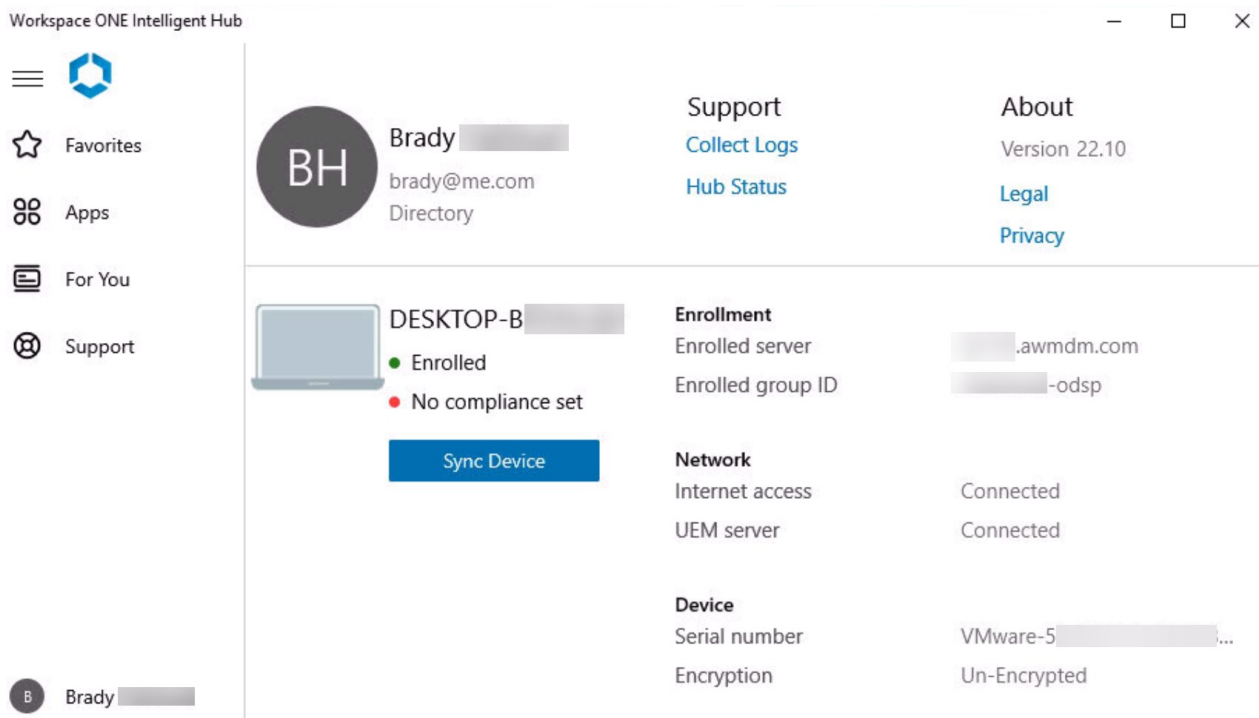 Workspace ONE Intelligent Hub
Favorites
Apps
For You
Support
B Brady
BH
Brady
brady@me.com
Directory
Support
Collect Logs
Hub Status
About
Version 22.10
Legal
Privacy
DESKTOP-B
Enrolled
No compliance set
Sync Device
Enrollment
Enrolled server .awmdm.com
Enrolled group ID -odsp
Network
Internet access Connected
UEM server Connected
Device
Serial number VMware-5 ...
Encryption Un-Encrypted